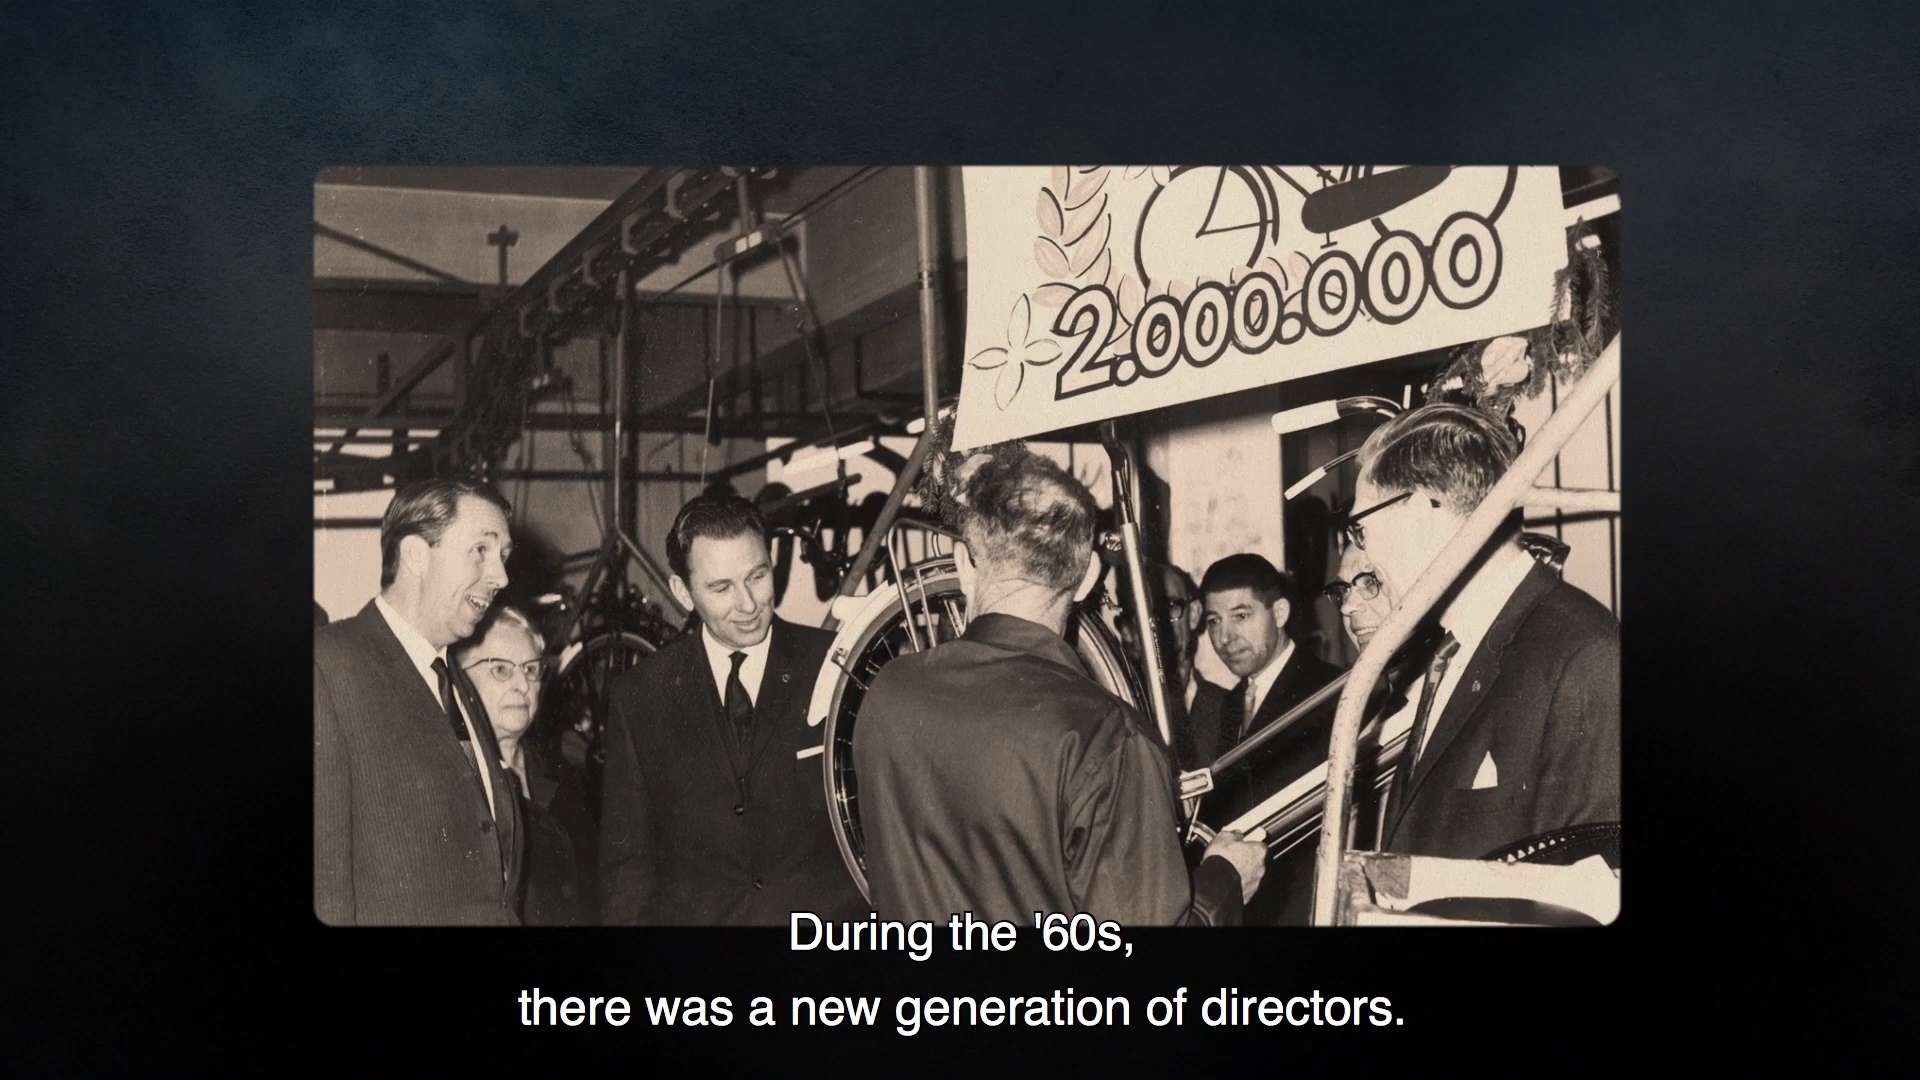 2.000.000
During the '60s,
there was a new generation of directors.